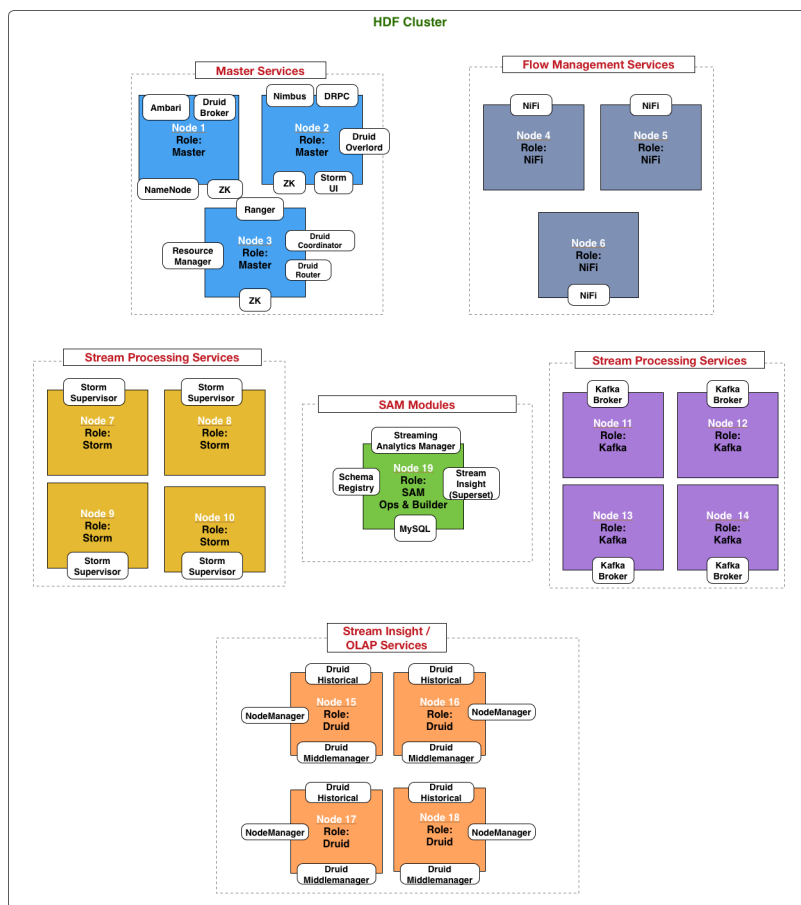 HDF Cluster
Master Services
Ambari
Druid
Broker
Node 1
Role:
Master
NameNode
ZK
Nimbus
DRPC
Node 2
Role:
Master
Druid
Overlord
ZK
Storm
UI
Ranger
Node 3
Role:
Master
Resource
Manager
Druid
Coordinator
Druid
Router
ZK
Flow Management Services
NiFi
Node 4
Role:
NiFi
NiFi
Node 5
Role:
NiFi
Node 6
Role:
NiFi
NiFi
Stream Processing Services
Storm
Supervisor
Node 7
Role:
Storm
Storm
Supervisor
Node 8
Role:
Storm
Node 9
Role:
Storm
Storm
Supervisor
Node 10
Role:
Storm
Storm
Supervisor
SAM Modules
Streaming
Analytics Manager
Node 19
Role:
SAM
Ops & Builder
Schema
Registry
Stream
Insight
(Superset)
MySQL
Stream Processing Services
Kafka
Broker
Node 11
Role:
Kafka
Kafka
Broker
Node 12
Role:
Kafka
Node 13
Role:
Kafka
Kafka
Broker
Node 14
Role:
Kafka
Kafka
Broker
Stream Insight /
OLAP Services
Druid
Historical
Node 15
Role:
Druid
NodeManager
Druid
Middlemanager
Druid
Historical
Node 16
Role:
Druid
NodeManager
Druid
Middlemanager
Druid
Historical
Node 17
Role:
Druid
NodeManager
Druid
Middlemanager
Druid
Historical
Node 18
Role:
Druid
NodeManager
Druid
Middlemanager